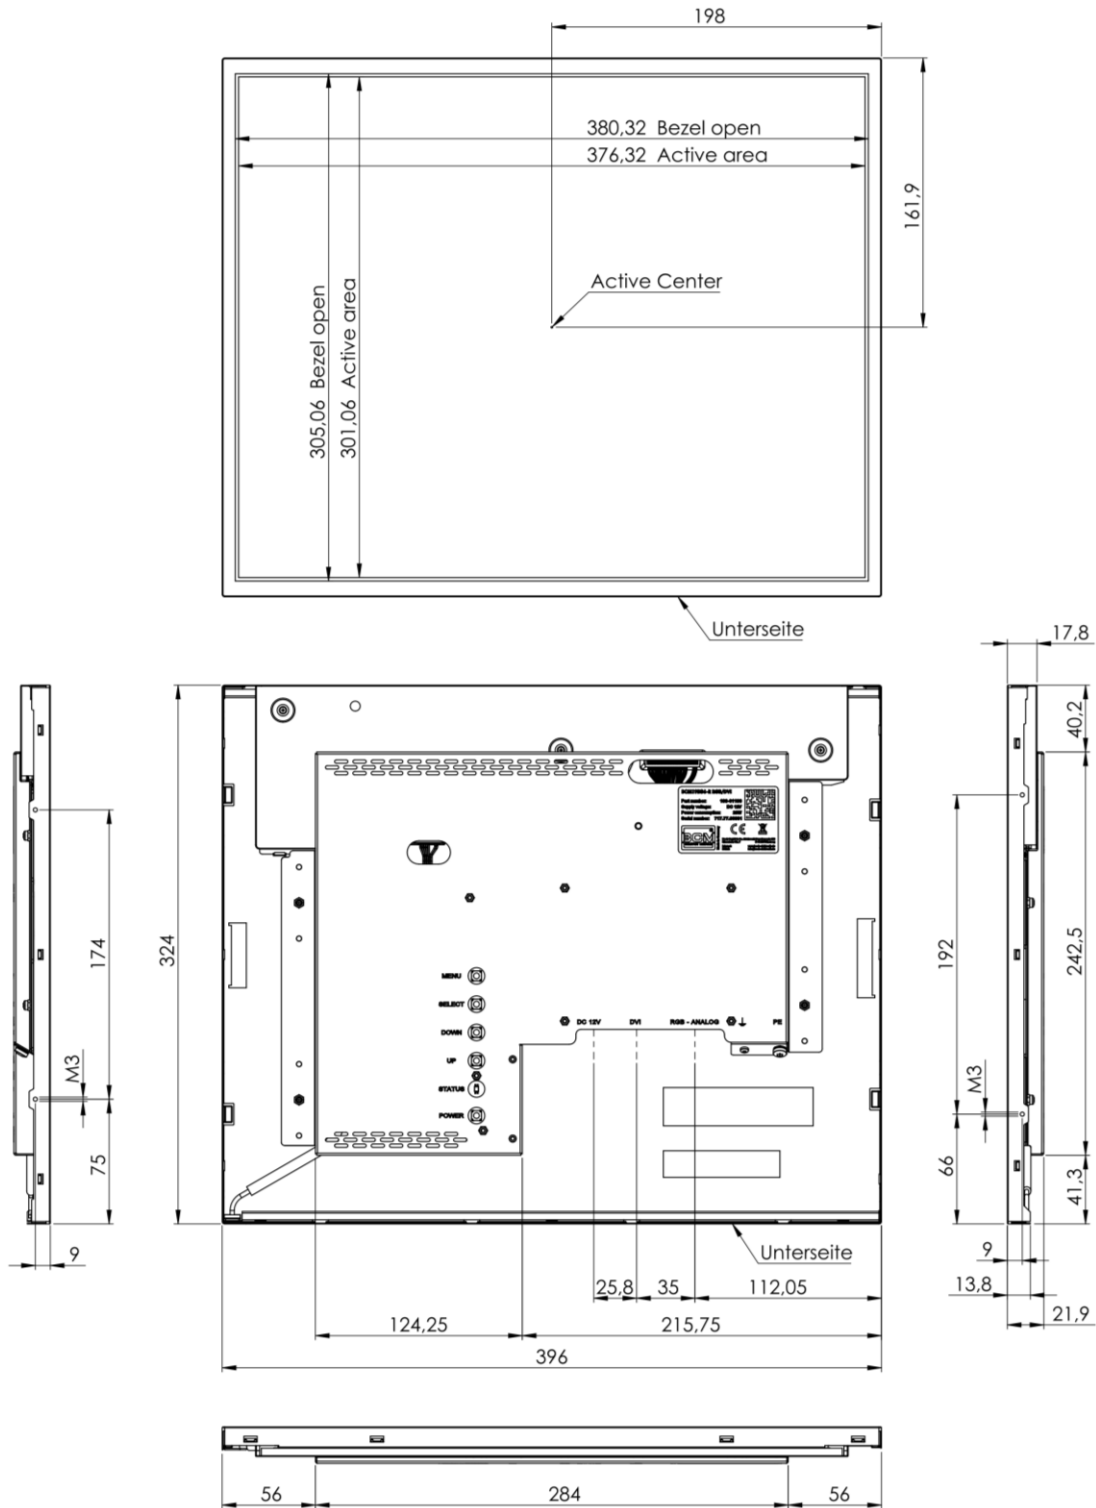 198
380,32 Bezel open
376,32 Active area
161,9
305,06 Bezel open
301,06 Active area
Active Center
Unterseite
17,8
40,2
324
174
M3
75
9
MENU
SELECT
DOWN
UP
STATUS
POWER
DC 12V
DVI
RGB - ANALOG
PE
CE
192
242,5
M3
66
41,3
9
13,8
21,9
Unterseite
25,8
35
112,05
124,25
215,75
396
56
284
56